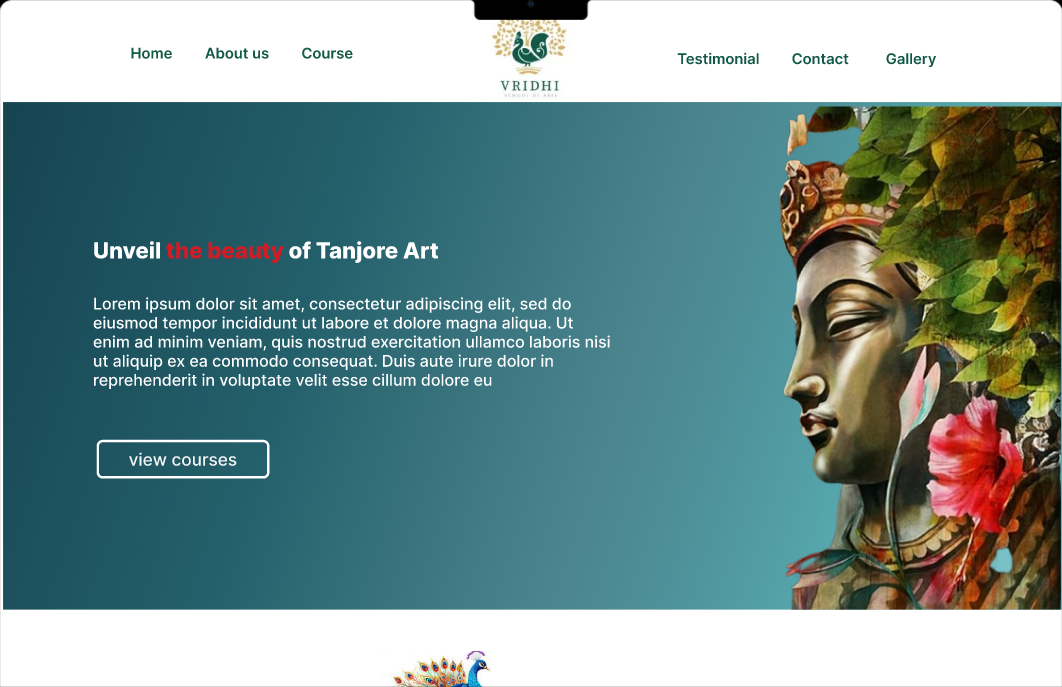 Home About us Course
VRIDHI
SCHOOL OF ARTS
Testimonial Contact Gallery
Unveil the beauty of Tanjore Art
Lorem ipsum dolor sit amet, consectetur adipiscing elit, sed do
eiusmod tempor incididunt ut labore et dolore magna aliqua. Ut
enim ad minim veniam, quis nostrud exercitation ullamco laboris nisi
ut aliquip ex ea commodo consequat. Duis aute irure dolor in
reprehenderit in voluptate velit esse cillum dolore eu
view courses